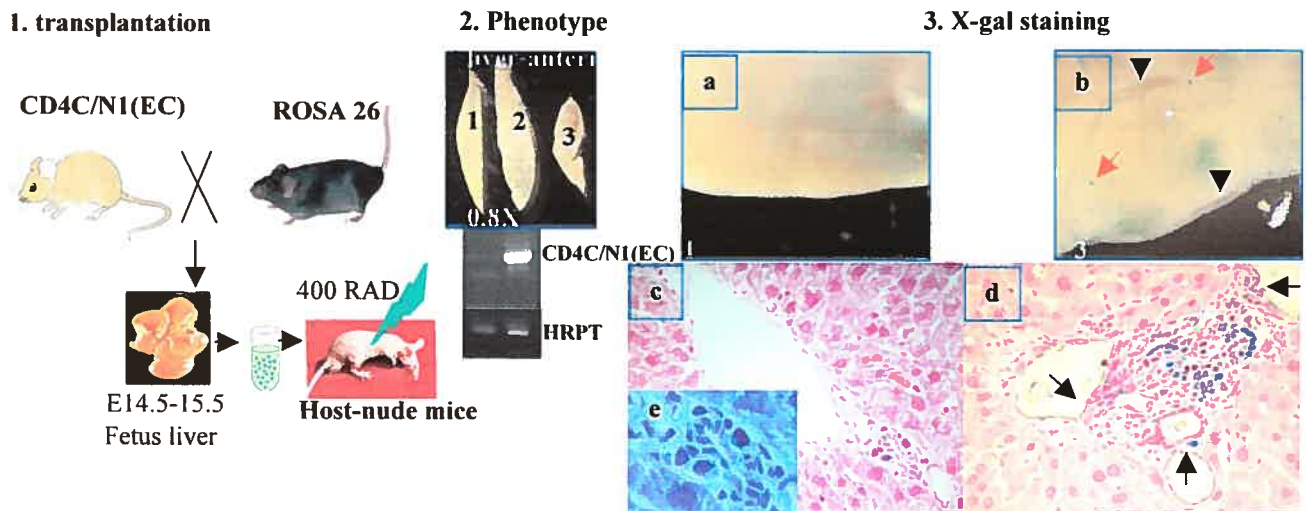 1. transplantation
CD4C/N1(EC)
ROSA 26
400 RAD
E14.5-15.5
Fetus liver
Host-nude mice
2. Phenotype
1
2
3
0.8X
CD4C/N1(EC)
HRPT
3. X-gal staining
a
1
b
3
c
d
e